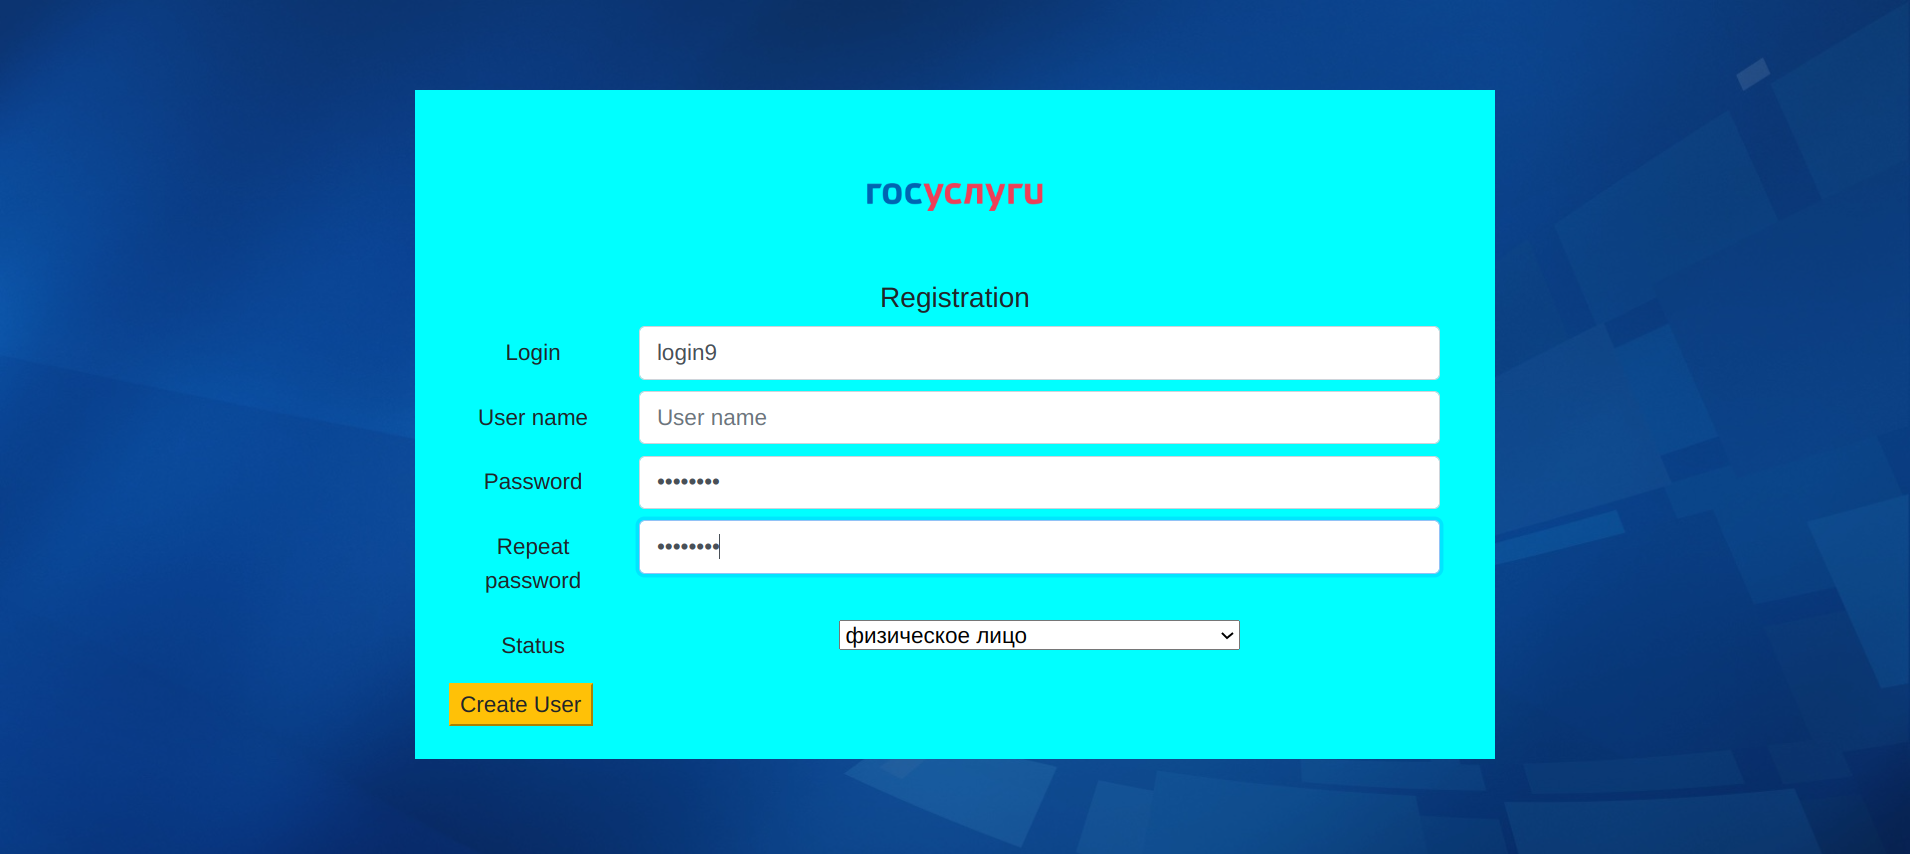 госуслуги
Registration
Login
login9
User name
User name
Password
••••••••
Repeat
password
••••••••
Status
физическое лицо
Create User